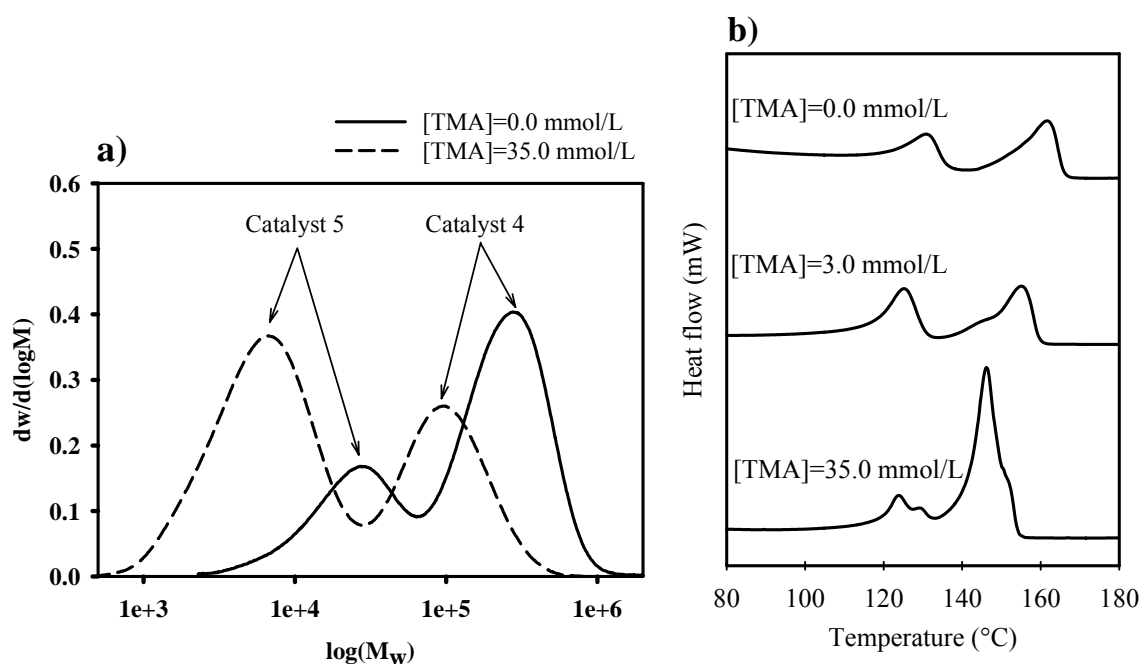 a)
[TMA]=0.0 mmol/L
[TMA]=35.0 mmol/L
Catalyst 5
Catalyst 4
dw/d(logM)
0.6
0.5
0.4
0.3
0.2
0.1
0.0
1e+3
1e+4
1e+5
1e+6
log(Mw)
b)
[TMA]=0.0 mmol/L
[TMA]=3.0 mmol/L
[TMA]=35.0 mmol/L
Heat flow (mW)
80
100
120
140
160
180
Temperature (°C)